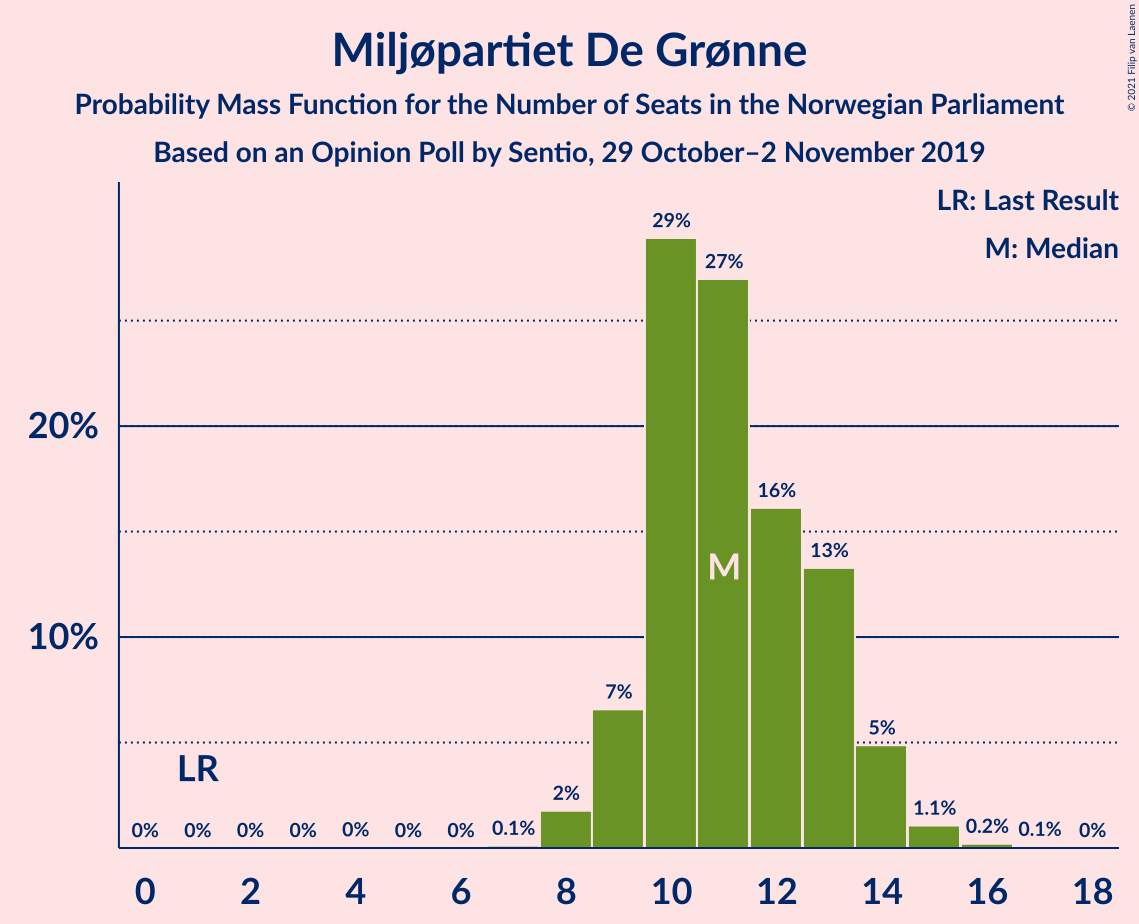 Miljøpartiet De Grønne
Probability Mass Function for the Number of Seats in the Norwegian Parliament
Based on an Opinion Poll by Sentio, 29 October–2 November 2019
© 2021 Filip van Laenen
LR: Last Result
M: Median
29%
27%
20%
16%
13%
M
10%
7%
5%
LR
2%
1.1%
0% 0% 0% 0% 0% 0% 0% 0.1% 0.2% 0.1% 0%
0 2 4 6 8 10 12 14 16 18